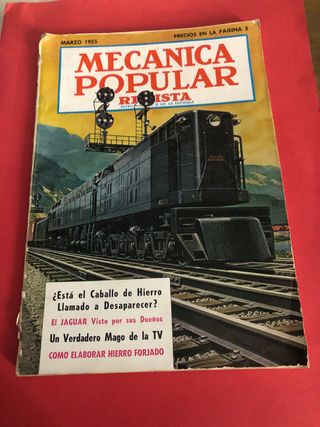 MARZO 1955
PRECIOS EN LA PAGINA 3
MECANICA
POPULAR
REVISTA
¿Está el Caballo de Hierro
Llamado a Desaparecer?
El JAGUAR Visto por sus Dueños
Un Verdadero Mago de la TV
COMO ELABORAR HIERRO FORJADO